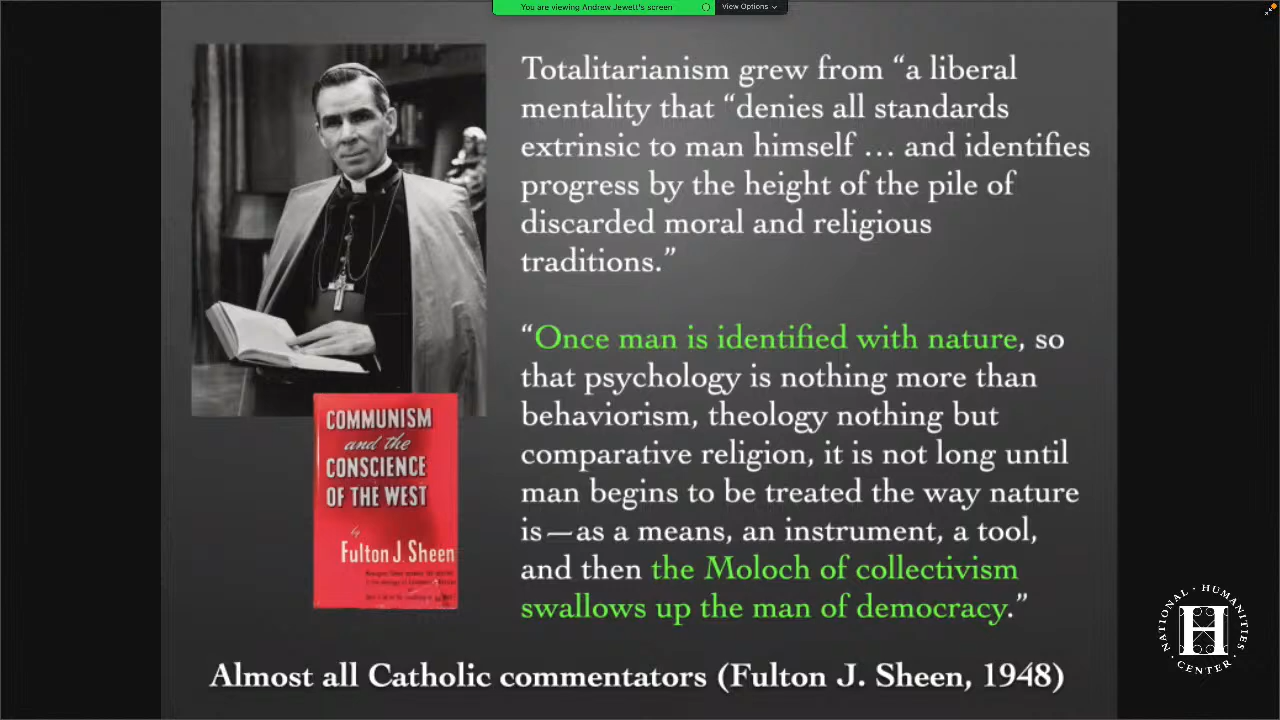 You are viewing Andrew Jewett's screen
View Options
Totalitarianism grew from “a liberal
mentality that “denies all standards
extrinsic to man himself … and identifies
progress by the height of the pile of
discarded moral and religious
traditions.”
“Once man is identified with nature, so
that psychology is nothing more than
behaviorism, theology nothing but
comparative religion, it is not long until
man begins to be treated the way nature
is—as a means, an instrument, a tool,
and then the Moloch of collectivism
swallows up the man of democracy.”
COMMUNISM
and the
CONSCIENCE
OF THE WEST
by
Fulton J. Sheen
Almost all Catholic commentators (Fulton J. Sheen, 1948)
NATIONAL · HUMANITIES · CENTER ·
H